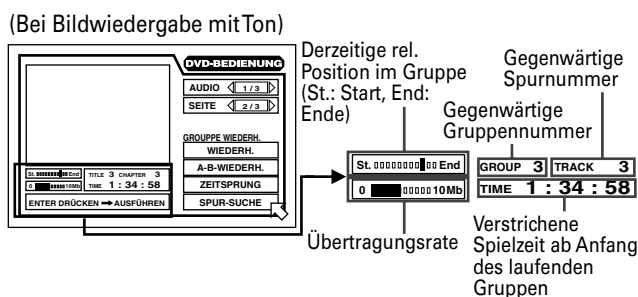 (Bei Bildwiedergabe mit Ton)
DVD-BEDIENUNG
AUDIO 1 / 3
SEITE 2 / 3
GROUPPE WIEDERH.
WIEDERH.
A-B-WIEDERH.
ZEITSPRUNG
SPUR-SUCHE
St. End
0 10Mb
TITLE 3 CHAPTER 3
TIME 1 : 34 : 58
ENTER DRÜCKEN ➡ AUSFÜHREN
Derzeitige rel.
Position im Gruppe
(St.: Start, End:
Ende)
St. End
0 10Mb
Übertragungsrate
Gegenwärtige
Spurnummer
Gegenwärtige
Gruppennummer
GROUP 3 TRACK 3
TIME 1 : 34 : 58
Verstrichene
Spielzeit ab Anfang
des laufenden
Gruppen